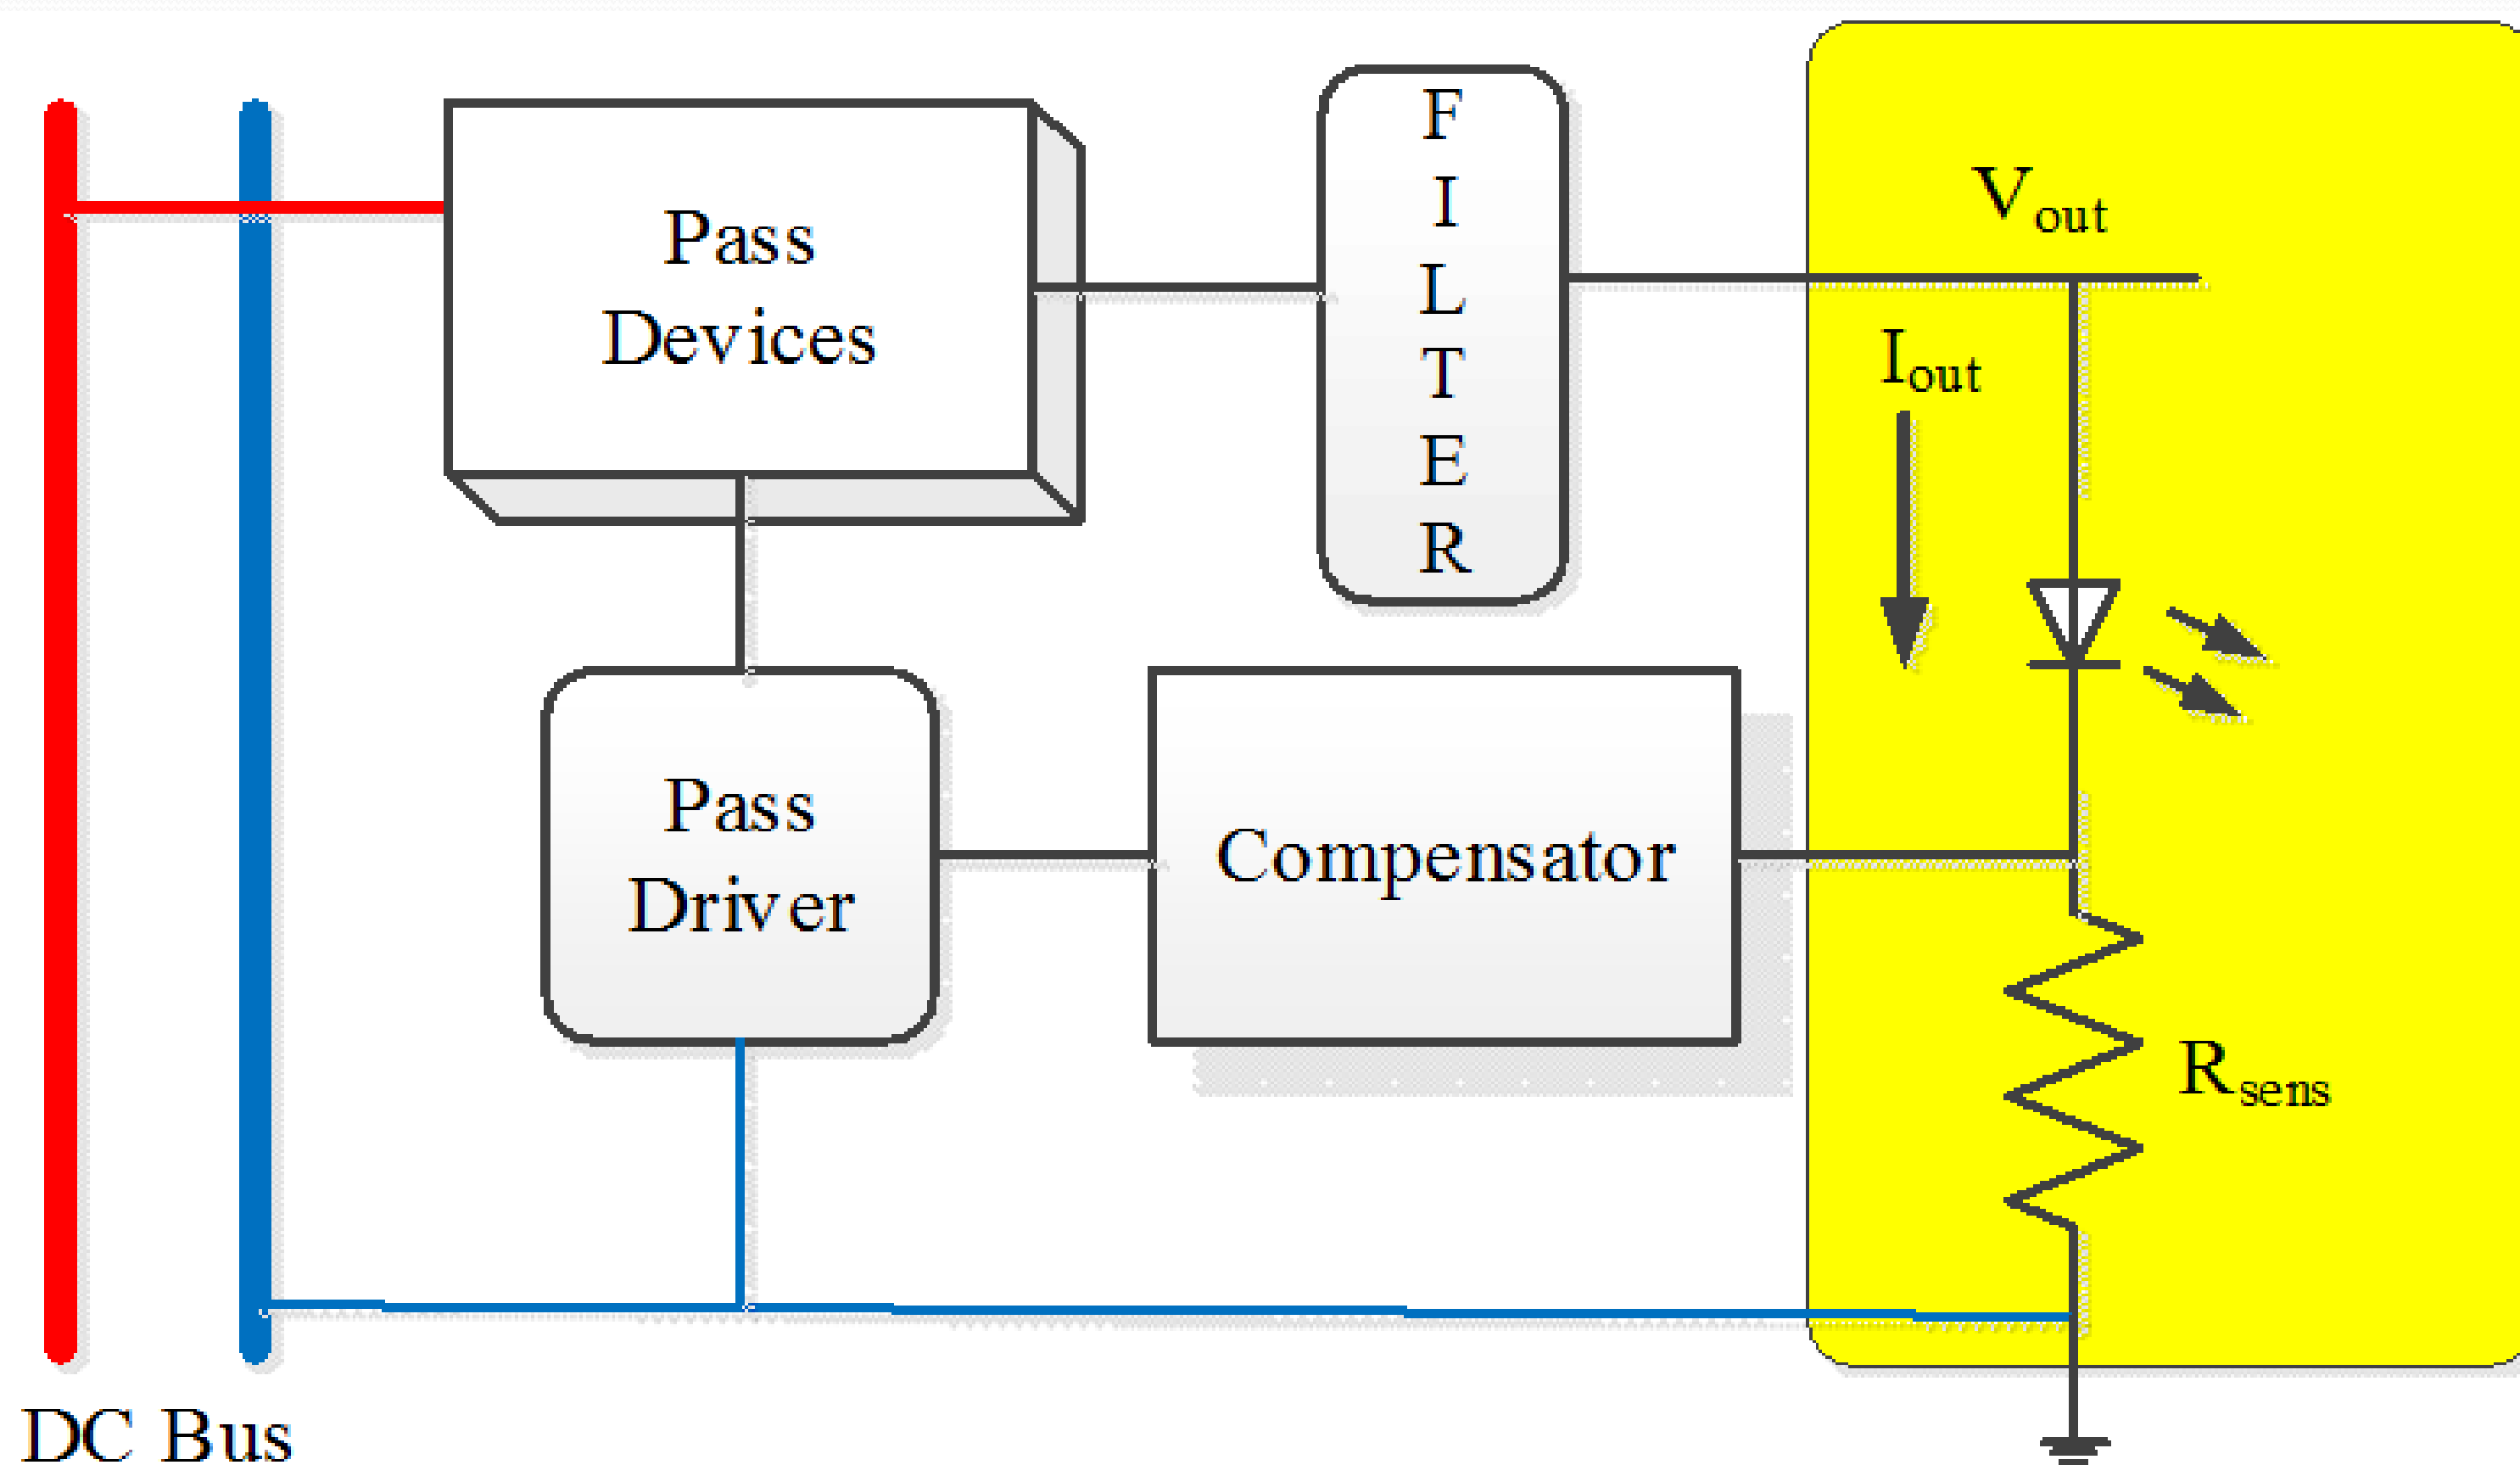 Pass
Devices
F
I
L
T
E
R
Vout
Iout
Pass
Driver
Compensator
Rsens
DC Bus